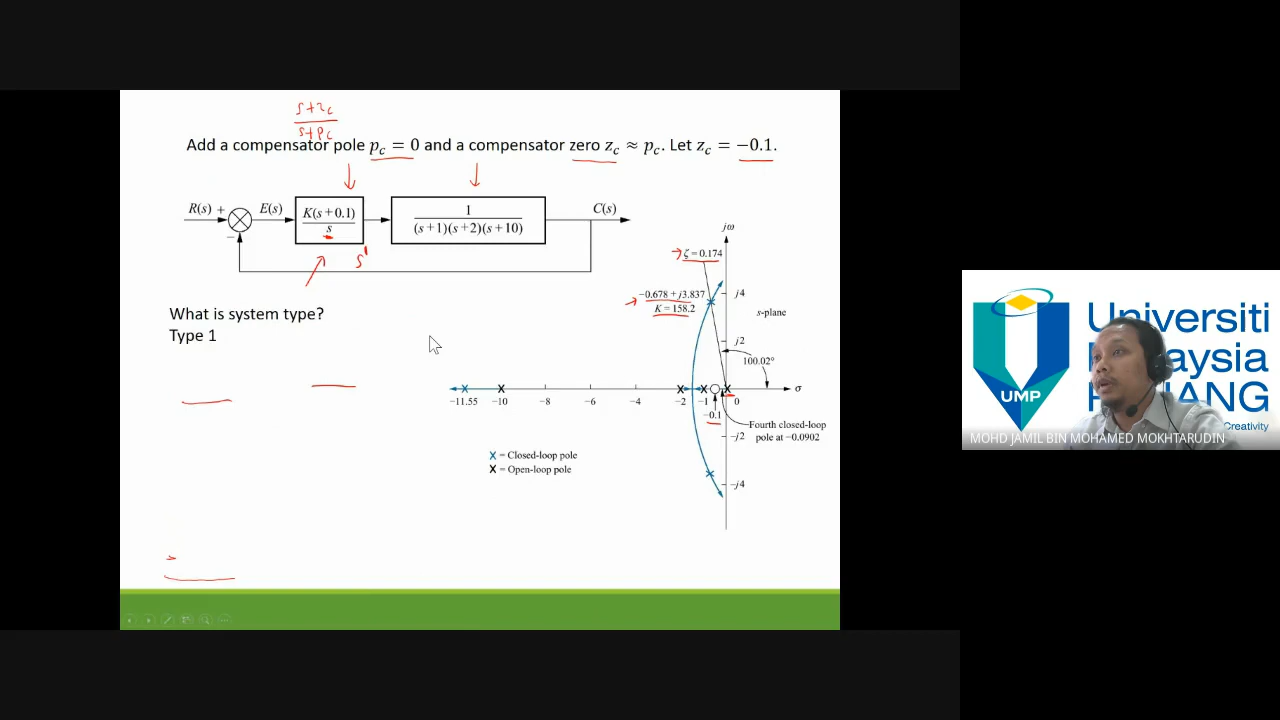 s+zc
s+pc
Add a compensator pole p_c = 0 and a compensator zero z_c ≈ p_c. Let z_c = −0.1.
R(s) +
−
E(s)
K(s + 0.1)
s
s¹
1
(s + 1)(s + 2)(s + 10)
C(s)
What is system type?
Type 1
jω
ζ = 0.174
−0.678 + j3.837
K = 158.2
j4
s-plane
j2
100.02°
σ
−11.55 −10 −8 −6 −4 −2 −1 0
−0.1
Fourth closed-loop
pole at −0.0902
−j2
−j4
X = Closed-loop pole
X = Open-loop pole
Universiti
Malaysia
PAHANG
UMP
Creativity
MOHD JAMIL BIN MOHAMED MOKHTARUDIN